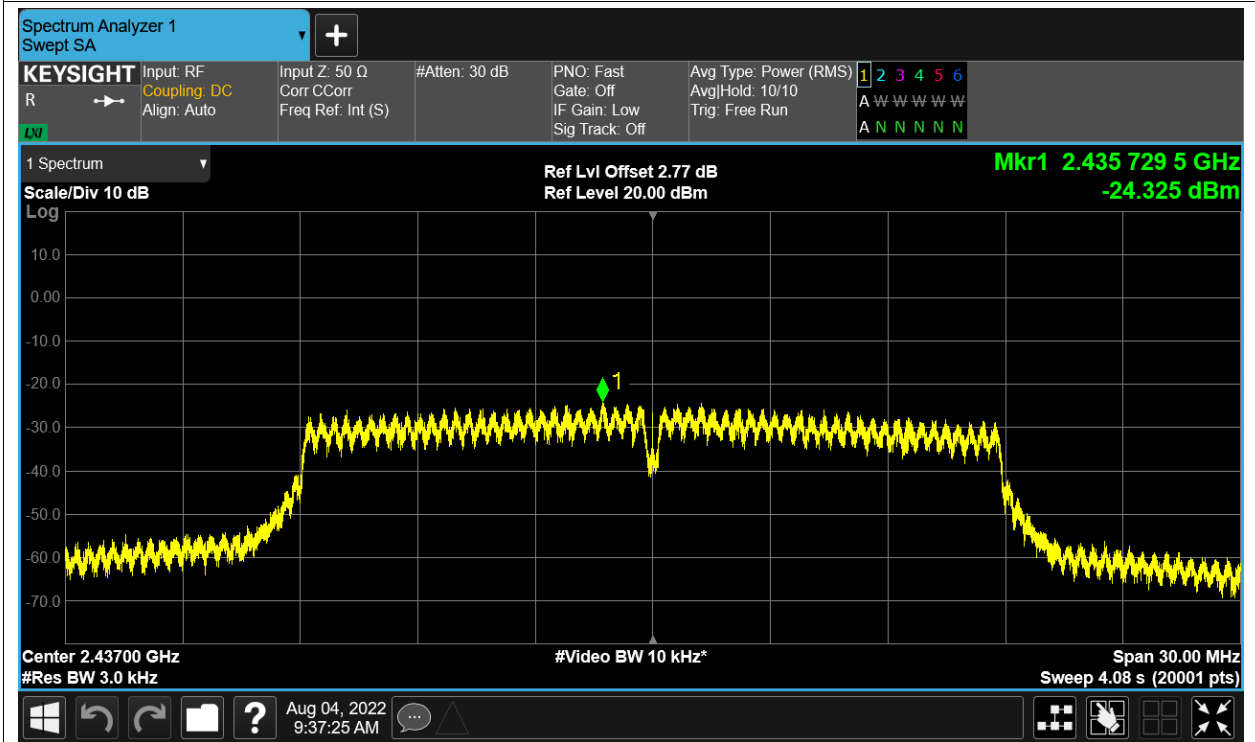 Spectrum Analyzer 1
Swept SA
KEYSIGHT
R
LXI
Input: RF
Coupling: DC
Align: Auto
Input Z: 50 Ω
Corr CCorr
Freq Ref: Int (S)
#Atten: 30 dB
PNO: Fast
Gate: Off
IF Gain: Low
Sig Track: Off
Avg Type: Power (RMS)
Avg|Hold: 10/10
Trig: Free Run
1 2 3 4 5 6
A W W W W W
A N N N N N
1 Spectrum
Scale/Div 10 dB
Log
Ref Lvl Offset 2.77 dB
Ref Level 20.00 dBm
Mkr1 2.435 729 5 GHz
-24.325 dBm
10.0
0.00
-10.0
-20.0
-30.0
-40.0
-50.0
-60.0
-70.0
1
Center 2.43700 GHz
#Res BW 3.0 kHz
#Video BW 10 kHz*
Span 30.00 MHz
Sweep 4.08 s (20001 pts)
?
Aug 04, 2022
9:37:25 AM